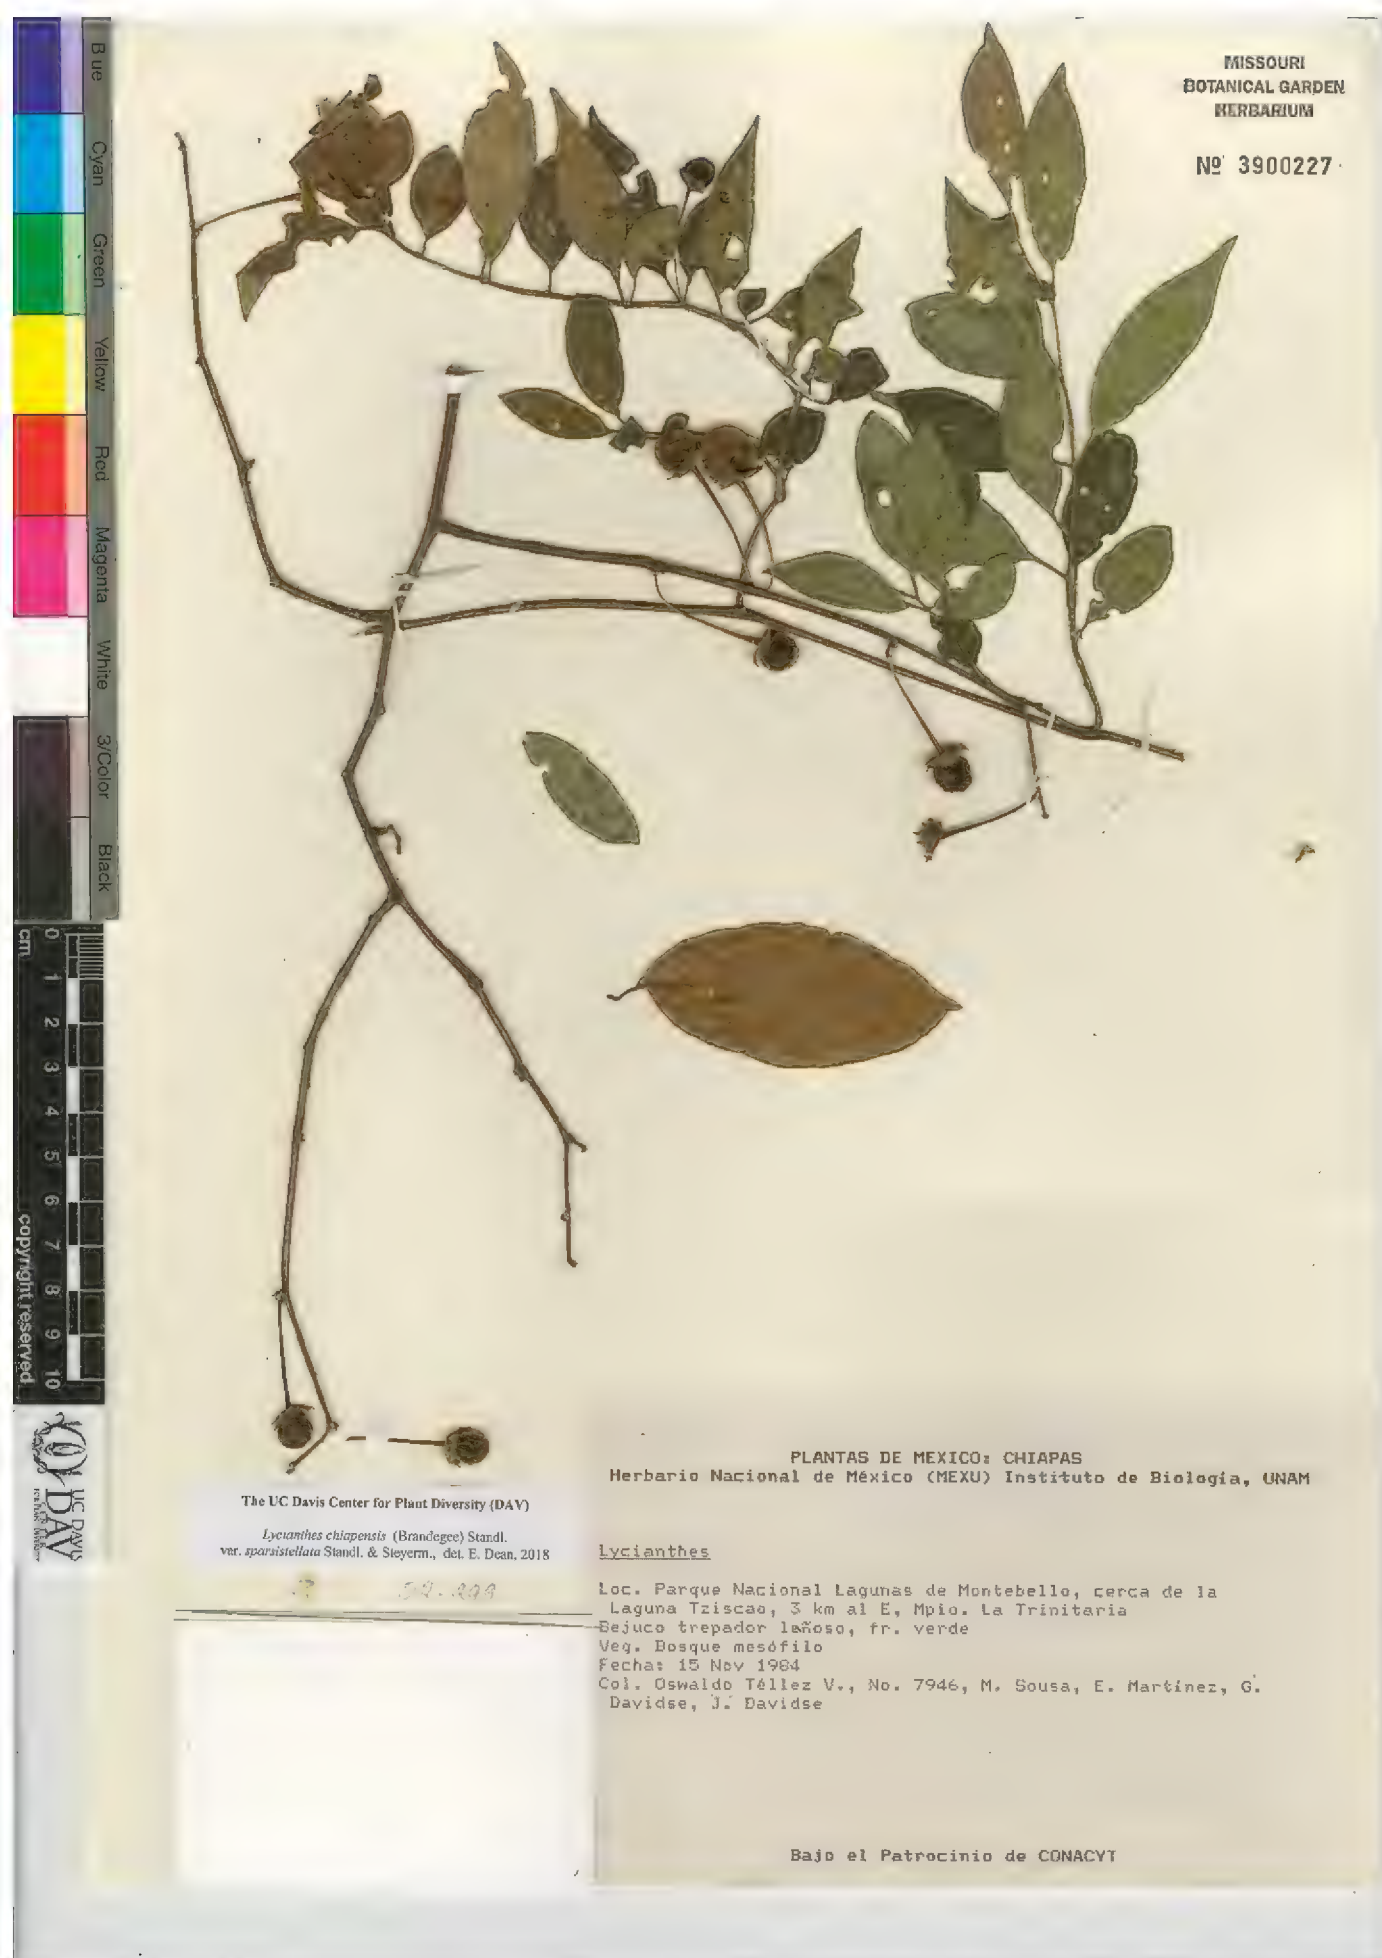 MISSOURI
BOTANICAL GARDEN
HERBARIUM
Nº 3900227
B ue
Cyan
Green
Yellow
Red
Magenta
White
3/Color
Black
cm
0
1
2
3
4
5
6
7
8
9
10
copyright reserved
UC DAVIS
DAV
PLANTAS DE MEXICO: CHIAPAS
Herbario Nacional de México (MEXU) Instituto de Biología, UNAM
The UC Davis Center for Plant Diversity (DAV)
Lycianthes chiapensis (Brandegee) Standl.
var. sparsistellata Standl. & Steyerm., det. E. Dean, 2018
Lycianthes
Loc. Parque Nacional Lagunas de Montebello, cerca de la
Laguna Tziscao, 3 km al E, Mpio. La Trinitaria
Bejuco trepador leñoso, fr. verde
Veg. Bosque mesófilo
Fecha: 15 Nov 1984
Col. Oswaldo Téllez V., No. 7946, M. Sousa, E. Martínez, G.
Davidse, J. Davidse
Bajo el Patrocinio de CONACYT